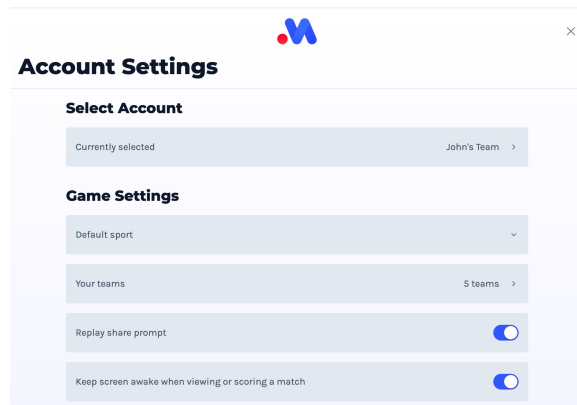 Account Settings
Select Account
Currently selected John's Team
Game Settings
Default sport
Your teams 5 teams
Replay share prompt
Keep screen awake when viewing or scoring a match